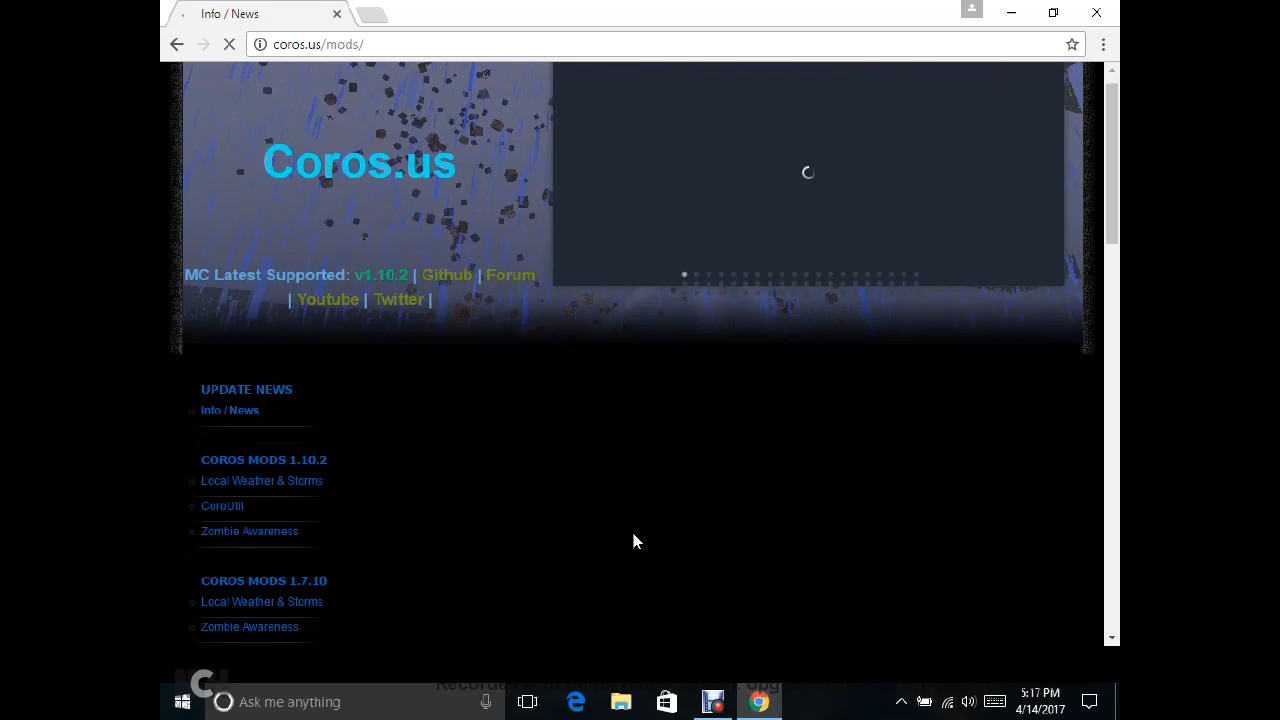 Info / News
coros.us/mods/
Coros.us
MC Latest Supported: v1.10.2 | Github | Forum
| Youtube | Twitter |
UPDATE NEWS
Info / News
COROS MODS 1.10.2
Local Weather & Storms
CoroUtil
Zombie Awareness
COROS MODS 1.7.10
Local Weather & Storms
Zombie Awareness
Ask me anything
5:17 PM
4/14/2017